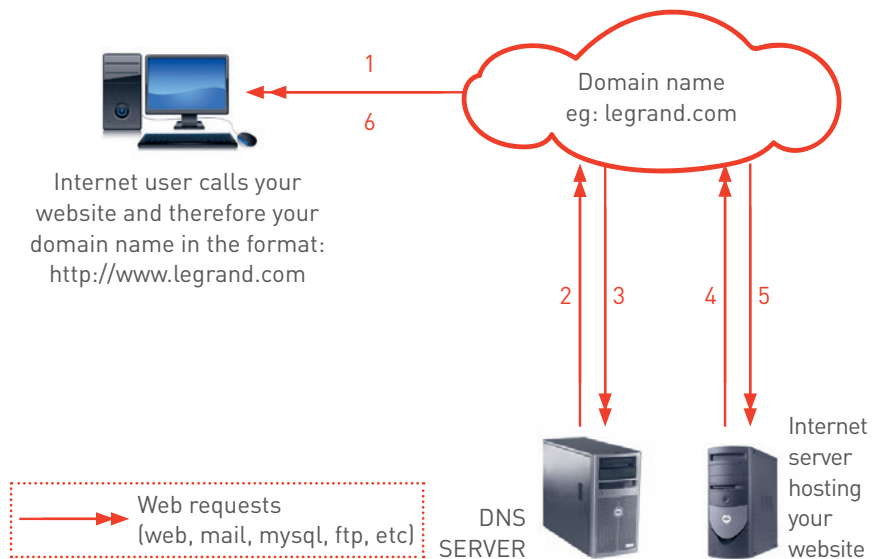 1
6
Domain name
eg: legrand.com
Internet user calls your
website and therefore your
domain name in the format:
http://www.legrand.com
2
3
4
5
Web requests
(web, mail, mysql, ftp, etc)
DNS
SERVER
Internet
server
hosting
your
website